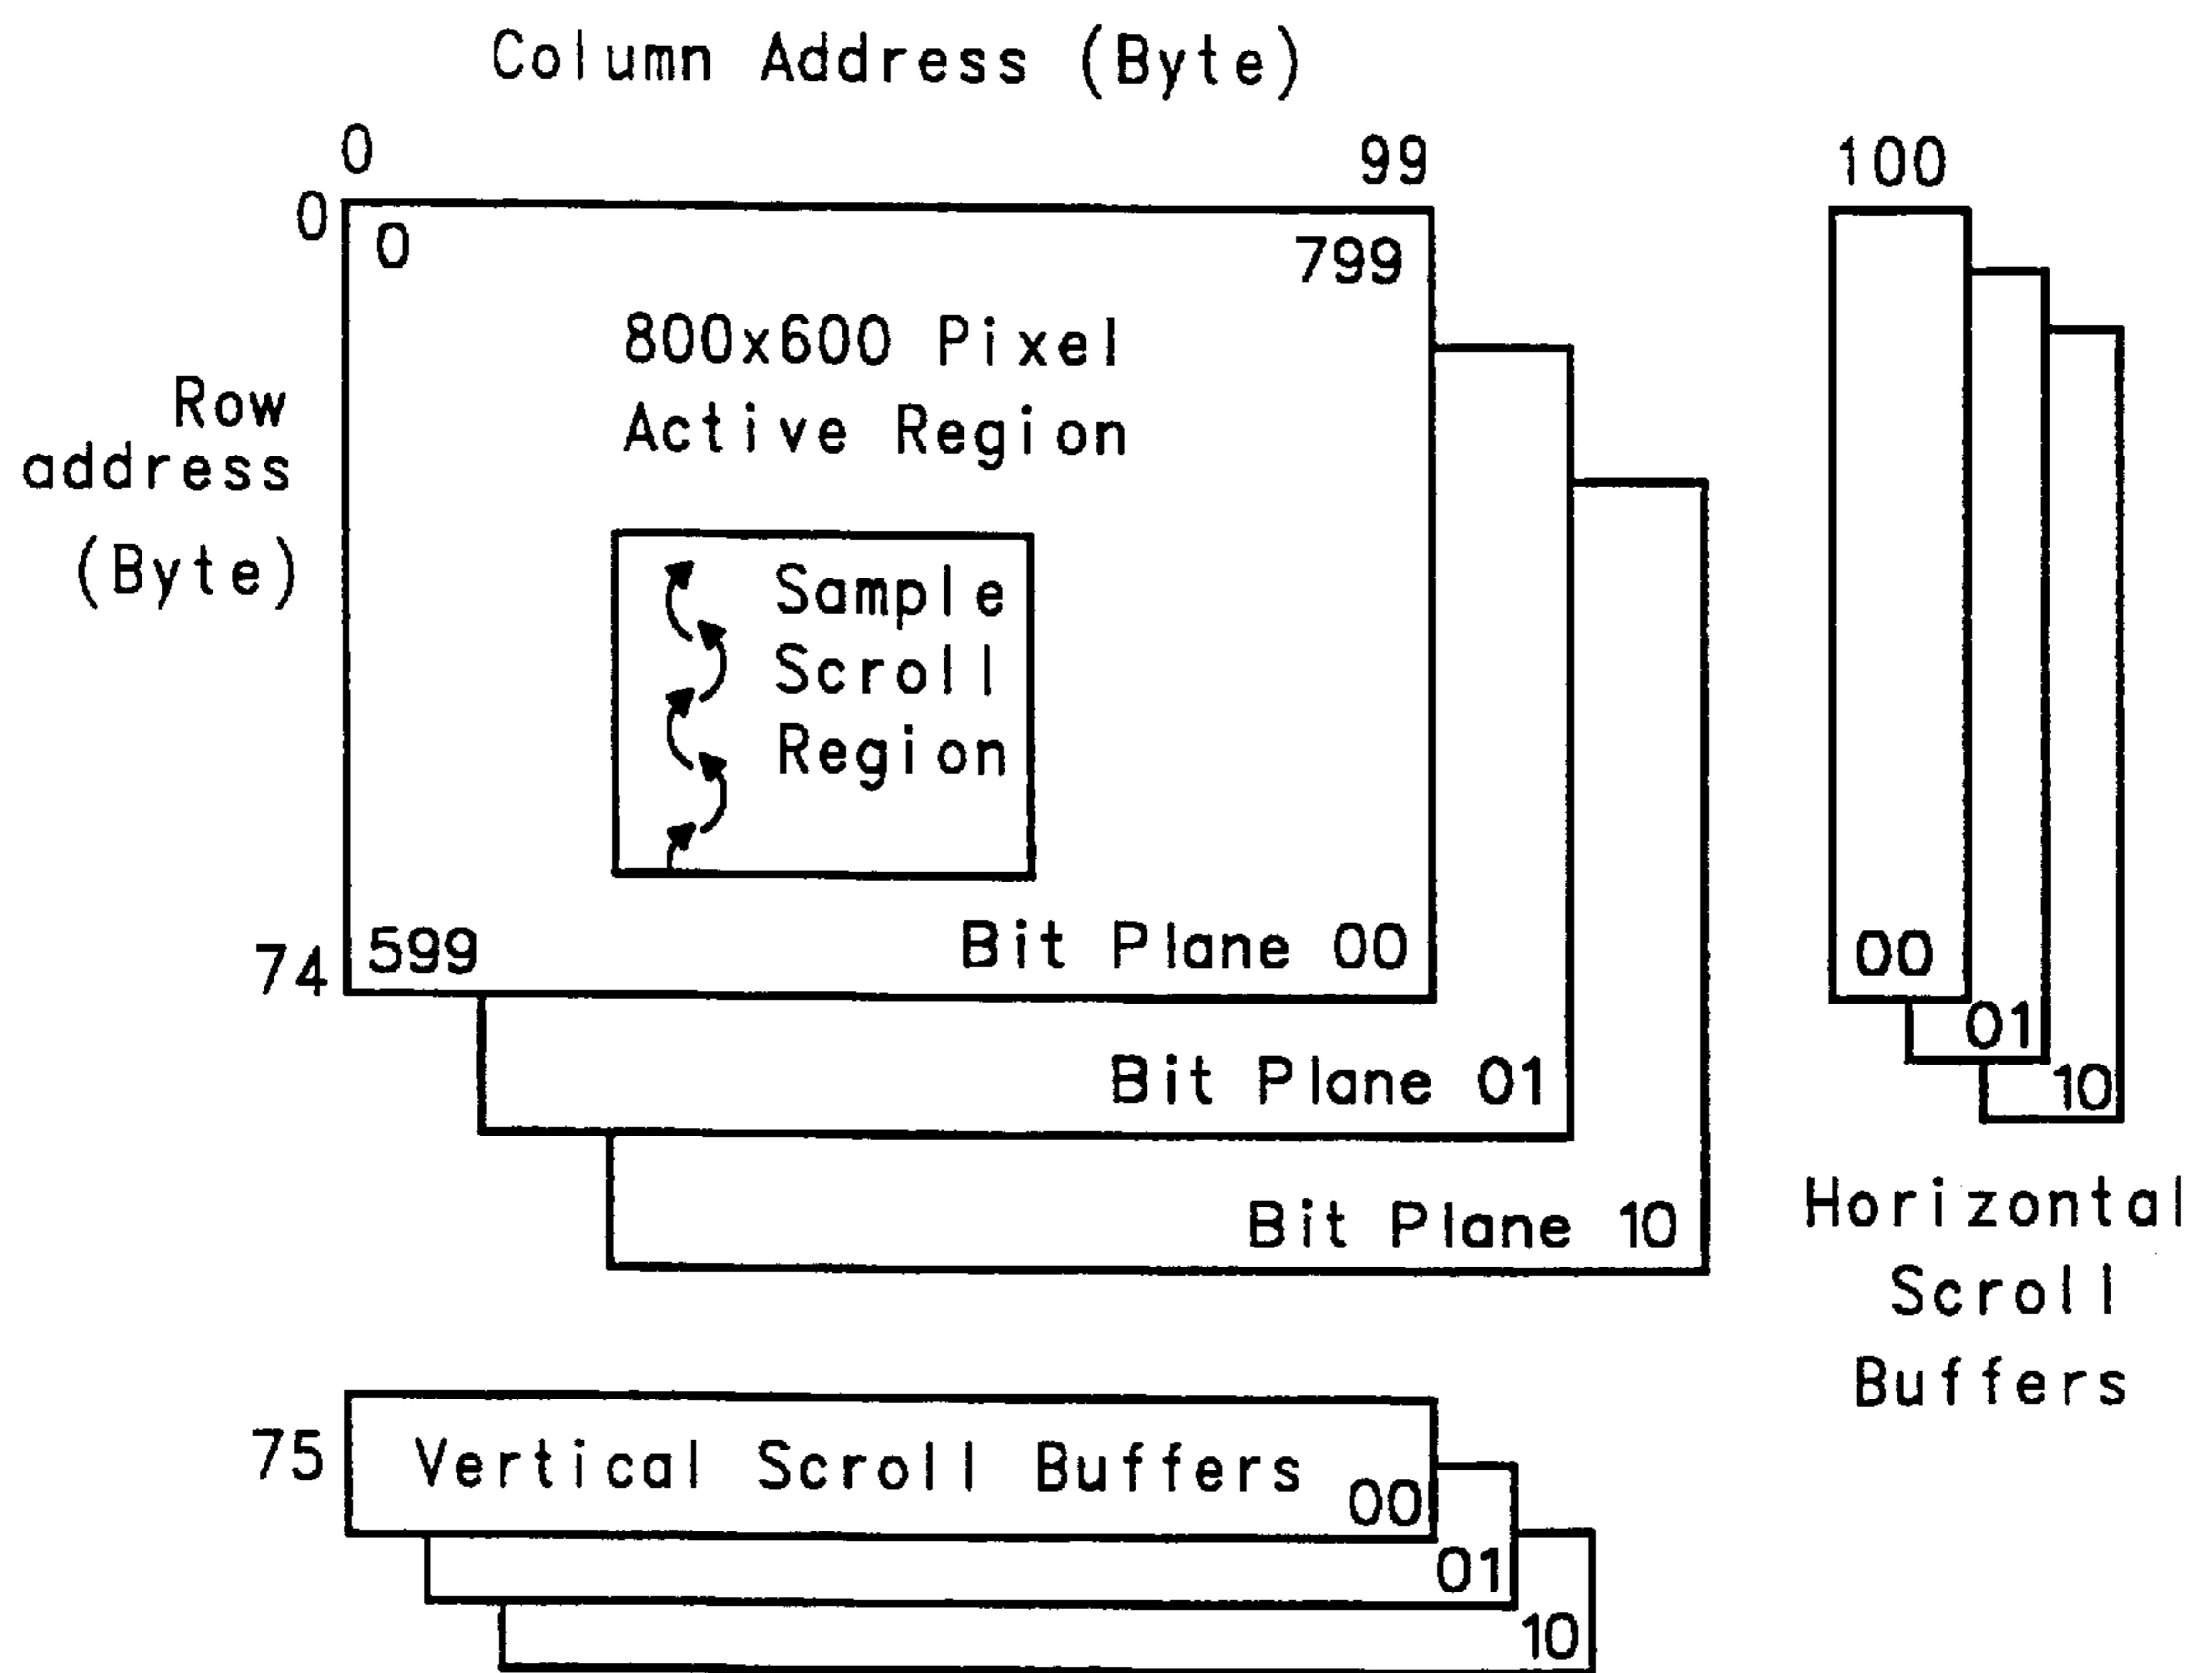 Column Address (Byte)
0
99
100
0
0
799
800x600 Pixel
Active Region
Row
address
(Byte)
Sample
Scroll
Region
74
599
Bit Plane 00
00
01
Bit Plane 01
10
Bit Plane 10
Horizontal
Scroll
Buffers
75
Vertical Scroll Buffers
00
01
10